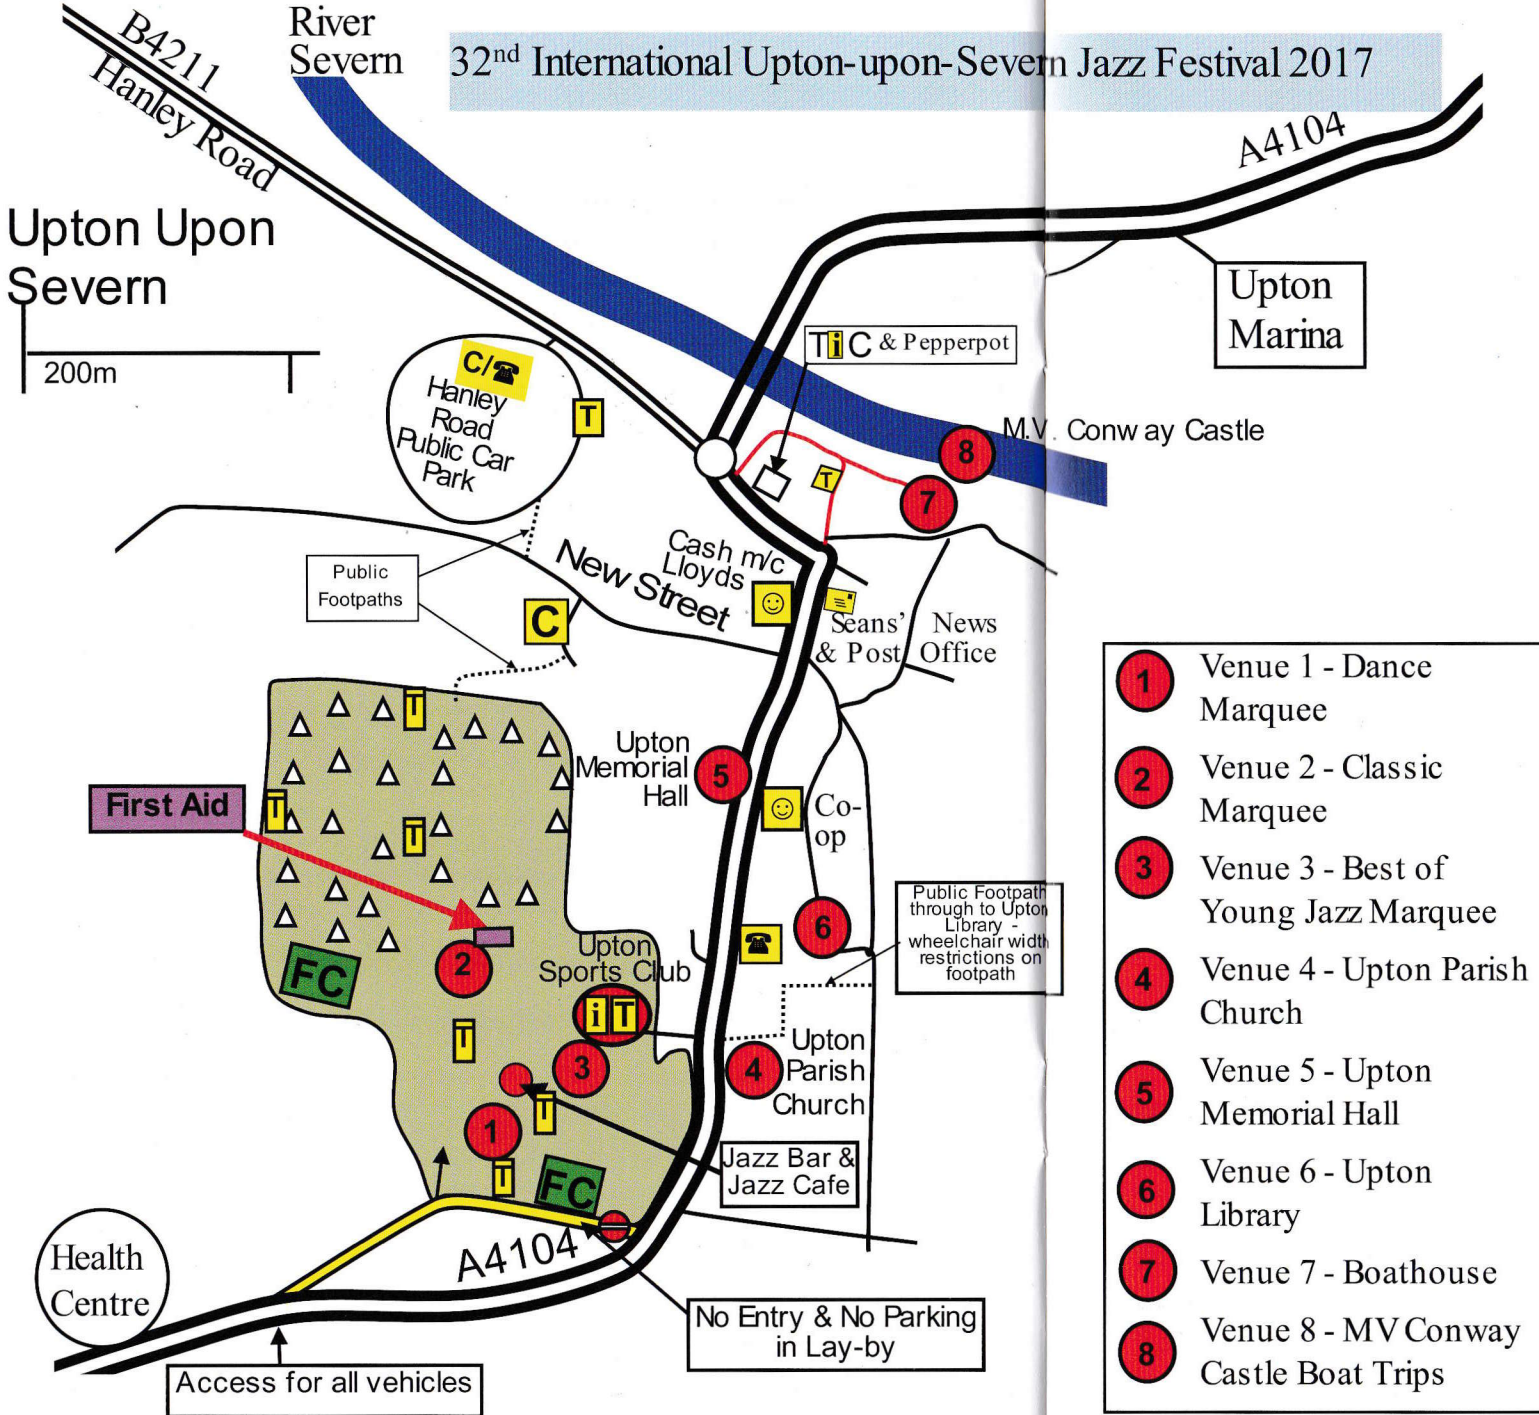 B4211
Hanley Road
River
Severn
32nd International Upton-upon-Severn Jazz Festival 2017
A4104
Upton Upon
Severn
200m
Upton
Marina
TiC & Pepperpot
C/☎
Hanley
Road
Public Car
Park
T
M.V. Conway Castle
8
7
T
Public
Footpaths
New Street
Cash m/c
Lloyds
C
Seans'
& Post
News
Office
T
Upton
Memorial
Hall
5
First Aid
T
T
Co-
op
6
Public Footpath
through to Upton
Library -
wheelchair width
restrictions on
footpath
FC
2
Upton
Sports Club
i T
T
3
4
Upton
Parish
Church
T
1
Jazz Bar &
Jazz Cafe
T
FC
A4104
Health
Centre
No Entry & No Parking
in Lay-by
Access for all vehicles
1 Venue 1 - Dance
Marquee
2 Venue 2 - Classic
Marquee
3 Venue 3 - Best of
Young Jazz Marquee
4 Venue 4 - Upton Parish
Church
5 Venue 5 - Upton
Memorial Hall
6 Venue 6 - Upton
Library
7 Venue 7 - Boathouse
8 Venue 8 - MV Conway
Castle Boat Trips